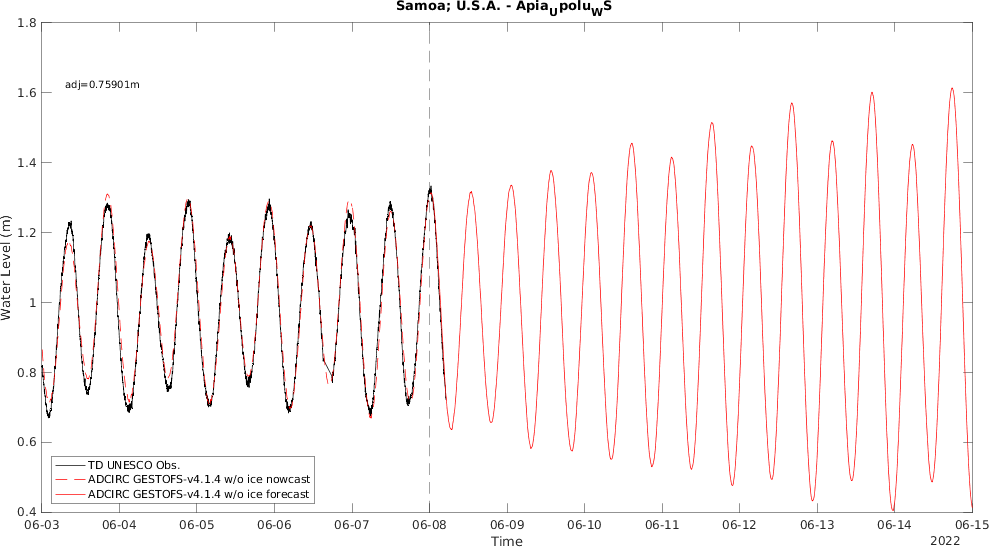 Samoa; U.S.A. - ApiaUpoluWS
1.8
1.6
1.4
1.2
1
0.8
0.6
0.4
Water Level (m)
adj=0.75901m
TD UNESCO Obs.
ADCIRC GESTOFS-v4.1.4 w/o ice nowcast
ADCIRC GESTOFS-v4.1.4 w/o ice forecast
06-03 06-04 06-05 06-06 06-07 06-08 06-09 06-10 06-11 06-12 06-13 06-14 06-15
Time
2022